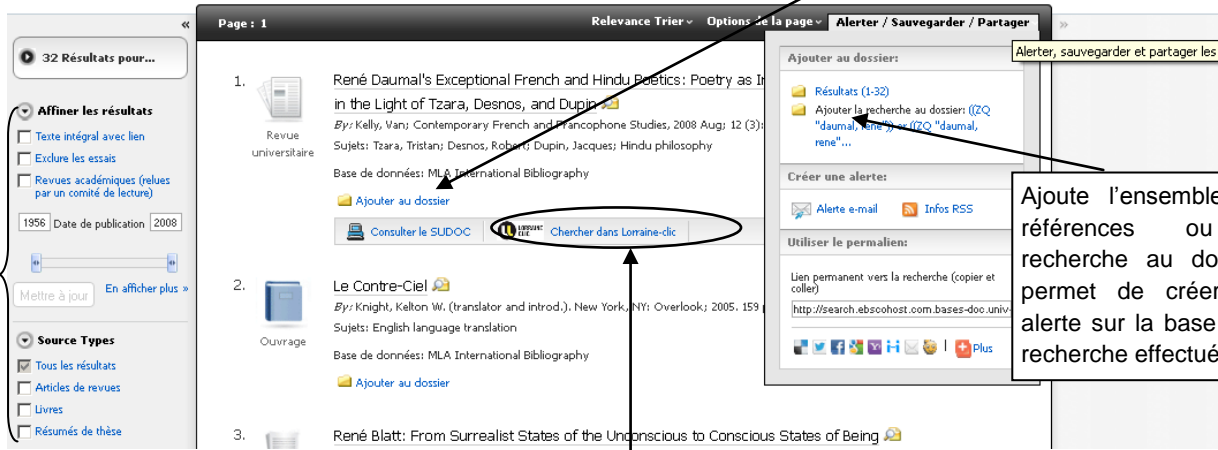 «
Page : 1
Relevance Trier
Options de la page
Alerter / Sauvegarder / Partager
»
32 Résultats pour...
Affiner les résultats
Texte intégral avec lien
Exclure les essais
Revues académiques (relues
par un comité de lecture)
1956 Date de publication 2008
Mettre à jour
En afficher plus »
Source Types
Tous les résultats
Articles de revues
Livres
Résumés de thèse
1.
Revue
universitaire
René Daumal's Exceptional French and Hindu Poetics: Poetry as
in the Light of Tzara, Desnos, and Dupin
By: Kelly, Van; Contemporary French and Francophone Studies, 2008 Aug; 12 (3):
Sujets: Tzara, Tristan; Desnos, Robert; Dupin, Jacques; Hindu philosophy
Base de données: MLA International Bibliography
Ajouter au dossier
Consulter le SUDOC
LORRAINE CLIC
Chercher dans Lorraine-clic
2.
Ouvrage
Le Contre-Ciel
By: Knight, Kelton W. (translator and introd.). New York, NY: Overlook; 2005. 159
Sujets: English language translation
Base de données: MLA International Bibliography
Ajouter au dossier
3.
René Blatt: From Surrealist States of the Unconscious to Conscious States of Being
Alerter, sauvegarder et partager les
Ajouter au dossier:
Résultats (1-32)
Ajouter la recherche au dossier: ((ZQ
"daumal, rene")) or ((ZQ "daumal,
rene"...
Créer une alerte:
Alerte e-mail
Infos RSS
Utiliser le permalien:
Lien permanent vers la recherche (copier et
coller)
http://search.ebscohost.com.bases-doc.univ-
Plus
Ajoute l'ensemble
références ou
recherche au
permet de créer
alerte sur la base
recherche